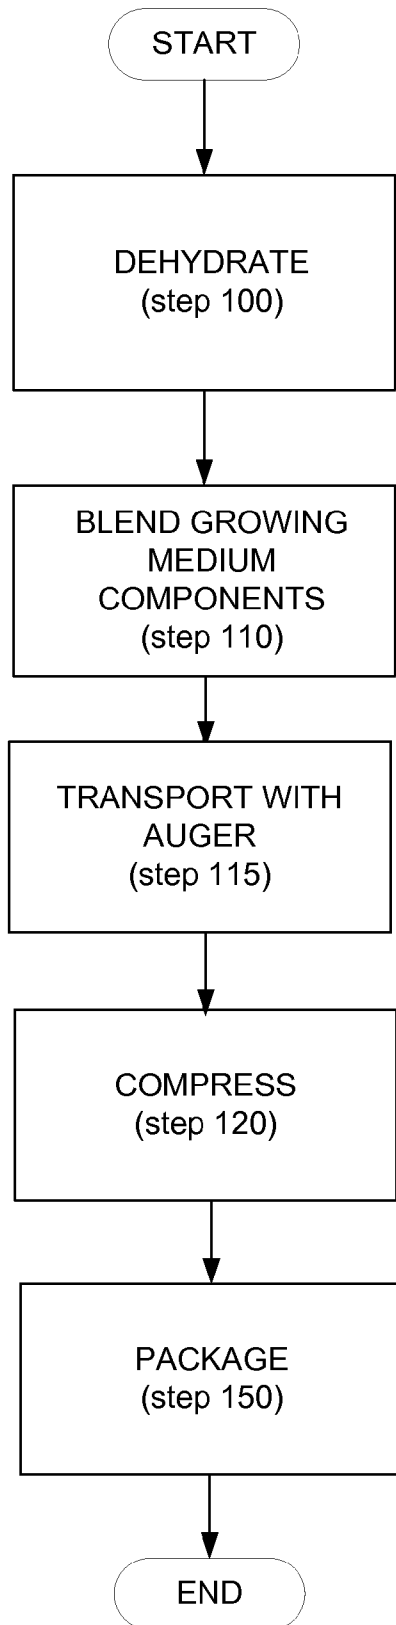 START
DEHYDRATE
(step 100)
BLEND GROWING
MEDIUM
COMPONENTS
(step 110)
TRANSPORT WITH
AUGER
(step 115)
COMPRESS
(step 120)
PACKAGE
(step 150)
END